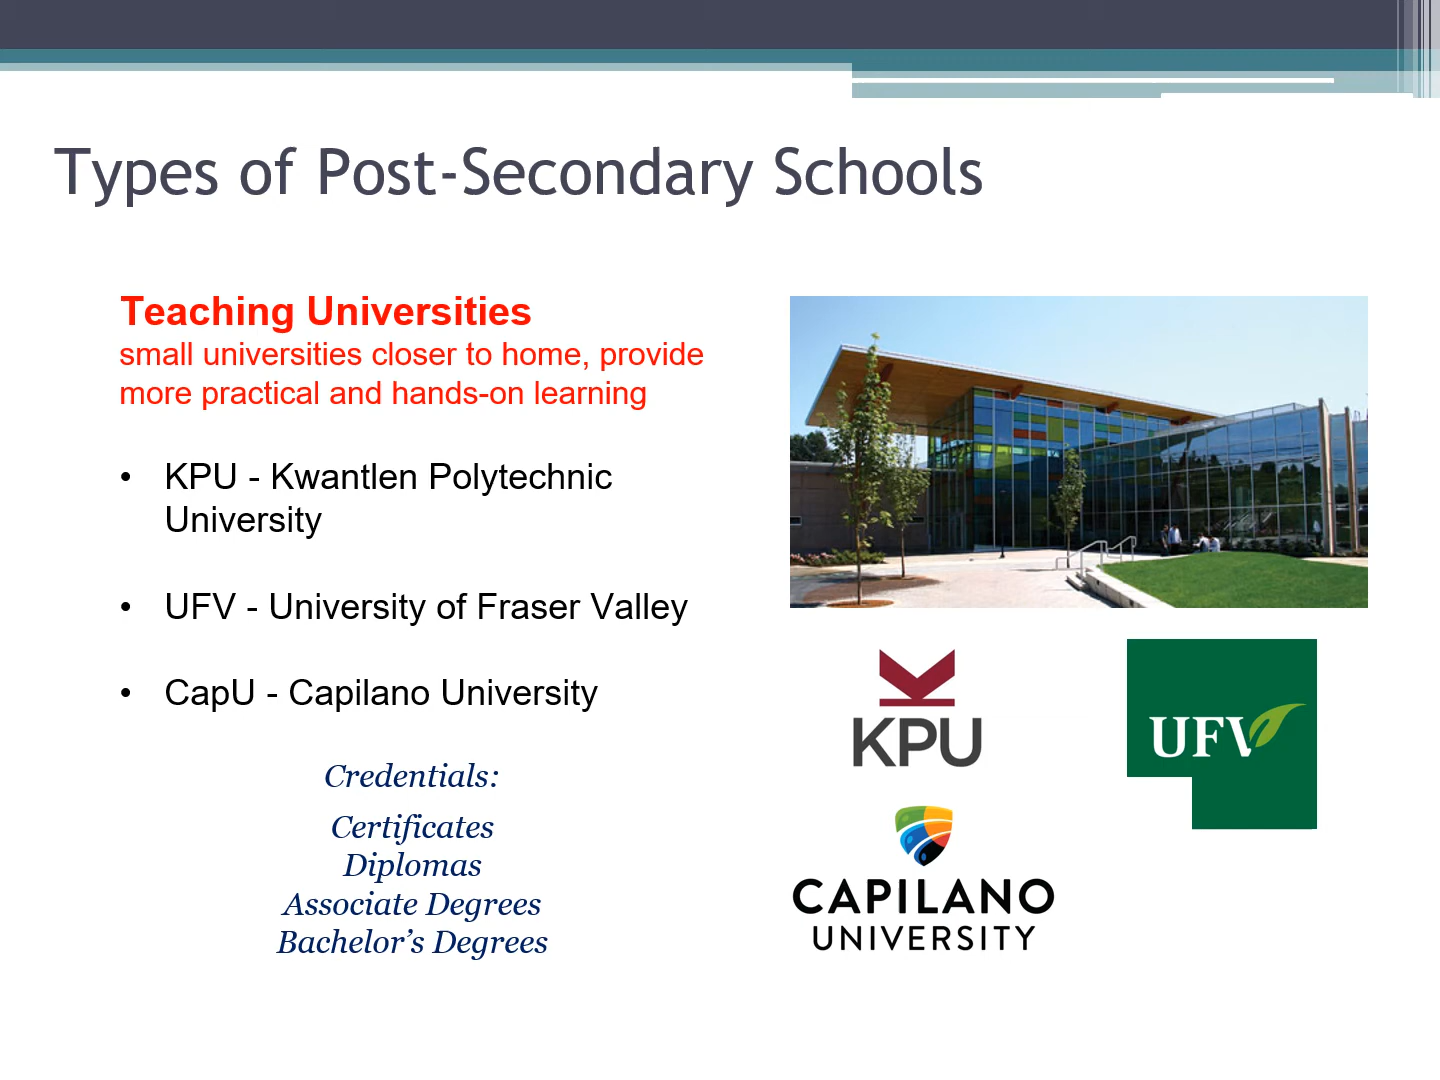 Types of Post-Secondary Schools
Teaching Universities
small universities closer to home, provide
more practical and hands-on learning
• KPU - Kwantlen Polytechnic
University
• UFV - University of Fraser Valley
• CapU - Capilano University
Credentials:
Certificates
Diplomas
Associate Degrees
Bachelor’s Degrees
KPU
UFV
CAPILANO
UNIVERSITY